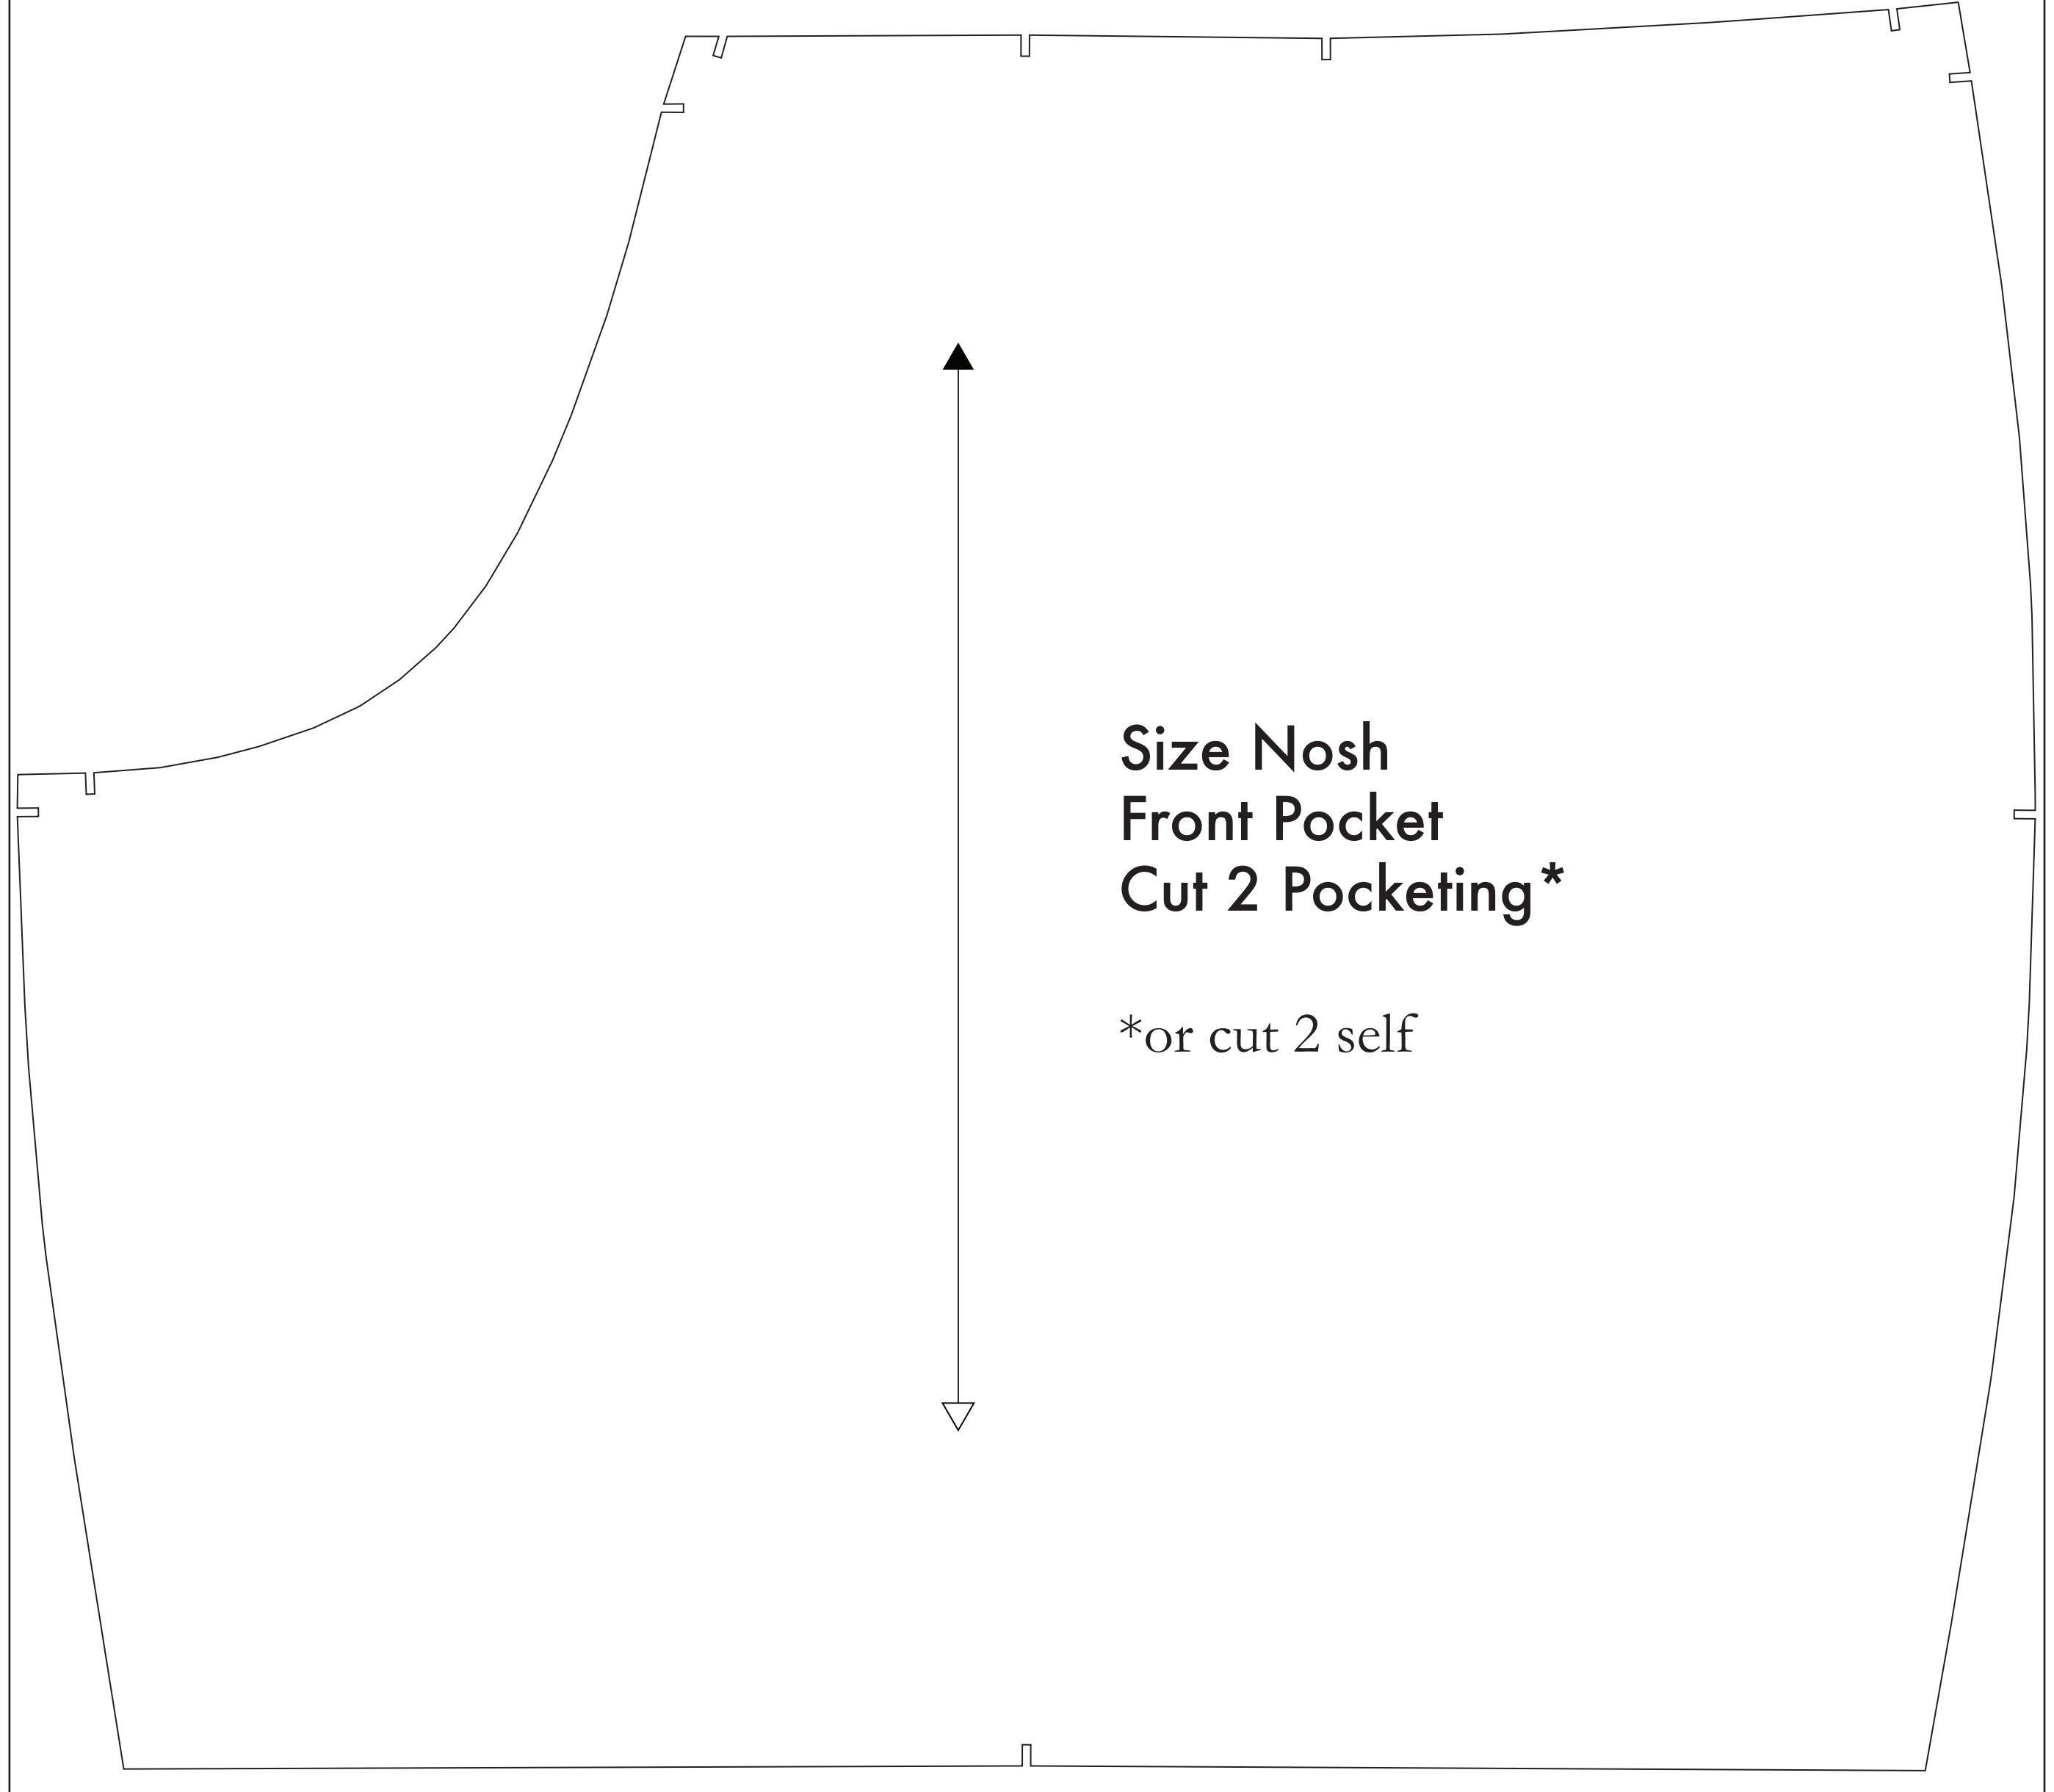 Size Nosh
Front Pocket
Cut 2 Pocketing*
*or cut 2 self